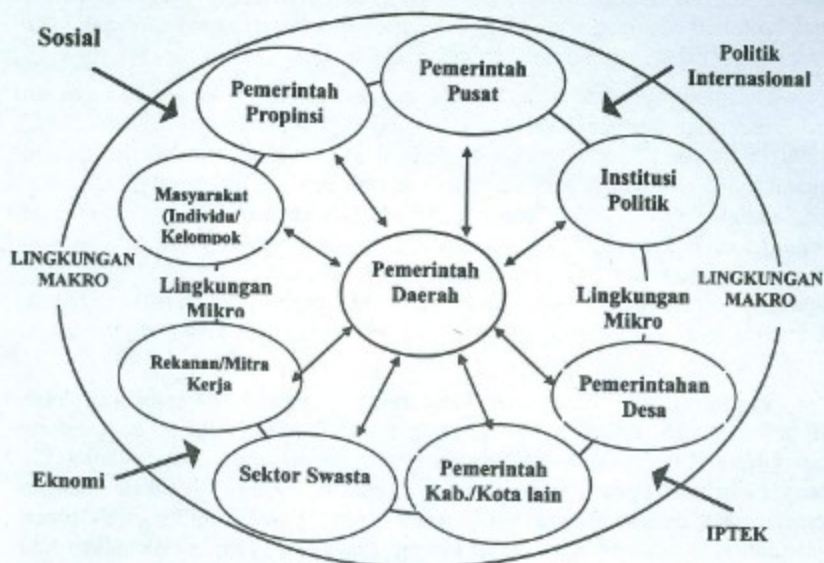 Sosial
Politik
Internasional
Pemerintah
Propinsi
Pemerintah
Pusat
Masyarakat
(Individu/
Kelompok
Institusi
Politik
LINGKUNGAN
MAKRO
Pemerintah
Daerah
LINGKUNGAN
MAKRO
Lingkungan
Mikro
Lingkungan
Mikro
Rekanan/Mitra
Kerja
Pemerintahan
Desa
Eknomi
Sektor Swasta
Pemerintah
Kab./Kota lain
IPTEK